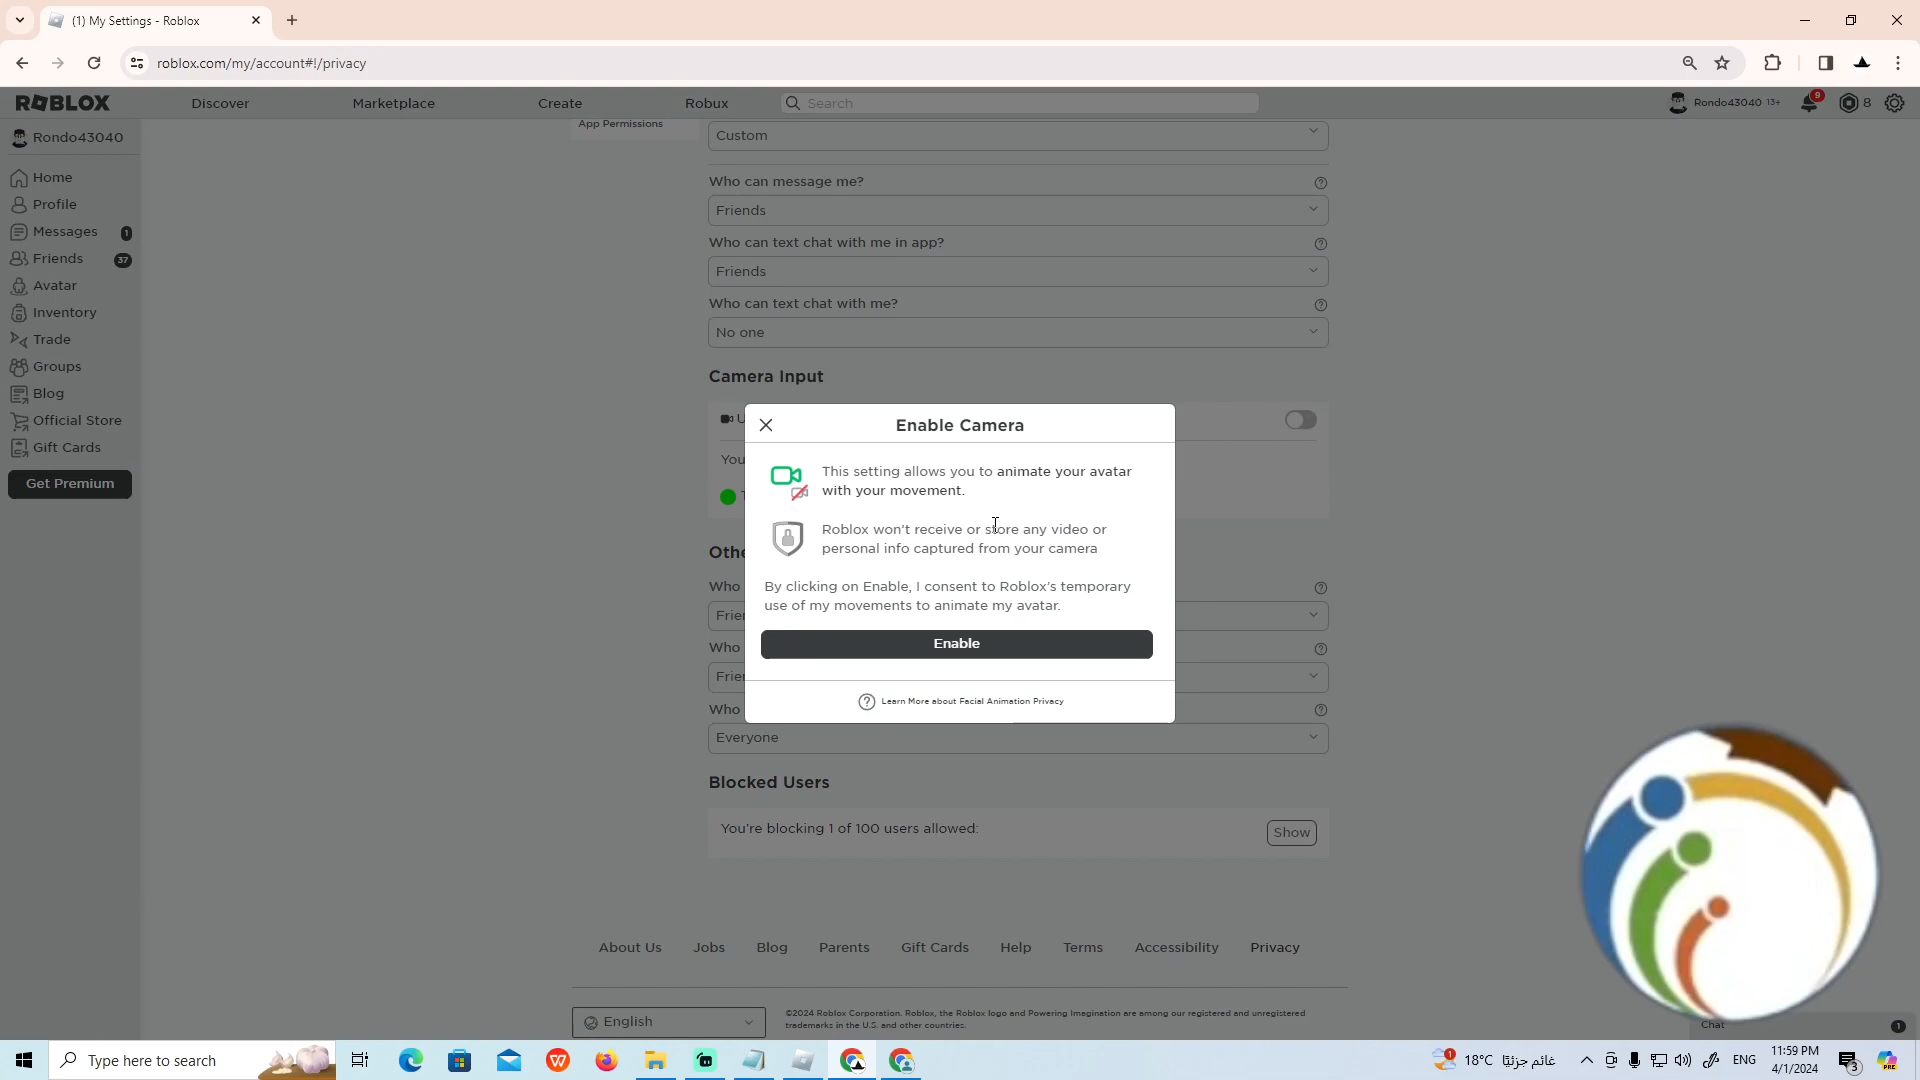 (1) My Settings - Roblox
roblox.com/my/account#!/privacy
ROBLOX
Discover
Marketplace
Create
Robux
Search
Rondo43040 13+
9
8
Rondo43040
Home
Profile
Messages
1
Friends
37
Avatar
Inventory
Trade
Groups
Blog
Official Store
Gift Cards
Get Premium
App Permissions
Custom
Who can message me?
Friends
Who can text chat with me in app?
Friends
Who can text chat with me?
No one
Camera Input
You
Enable Camera
This setting allows you to animate your avatar
with your movement.
Roblox won't receive or store any video or
personal info captured from your camera
By clicking on Enable, I consent to Roblox's temporary
use of my movements to animate my avatar.
Enable
Learn More about Facial Animation Privacy
Who
Who
Who
Everyone
Blocked Users
You're blocking 1 of 100 users allowed:
Show
About Us
Jobs
Blog
Parents
Gift Cards
Help
Terms
Accessibility
Privacy
English
©2024 Roblox Corporation. Roblox, the Roblox logo and Powering Imagination are among our registered and unregistered
trademarks in the U.S. and other countries.
Chat
1
Type here to search
18°C غائم جزئيًا
ENG
11:59 PM
4/1/2024
3